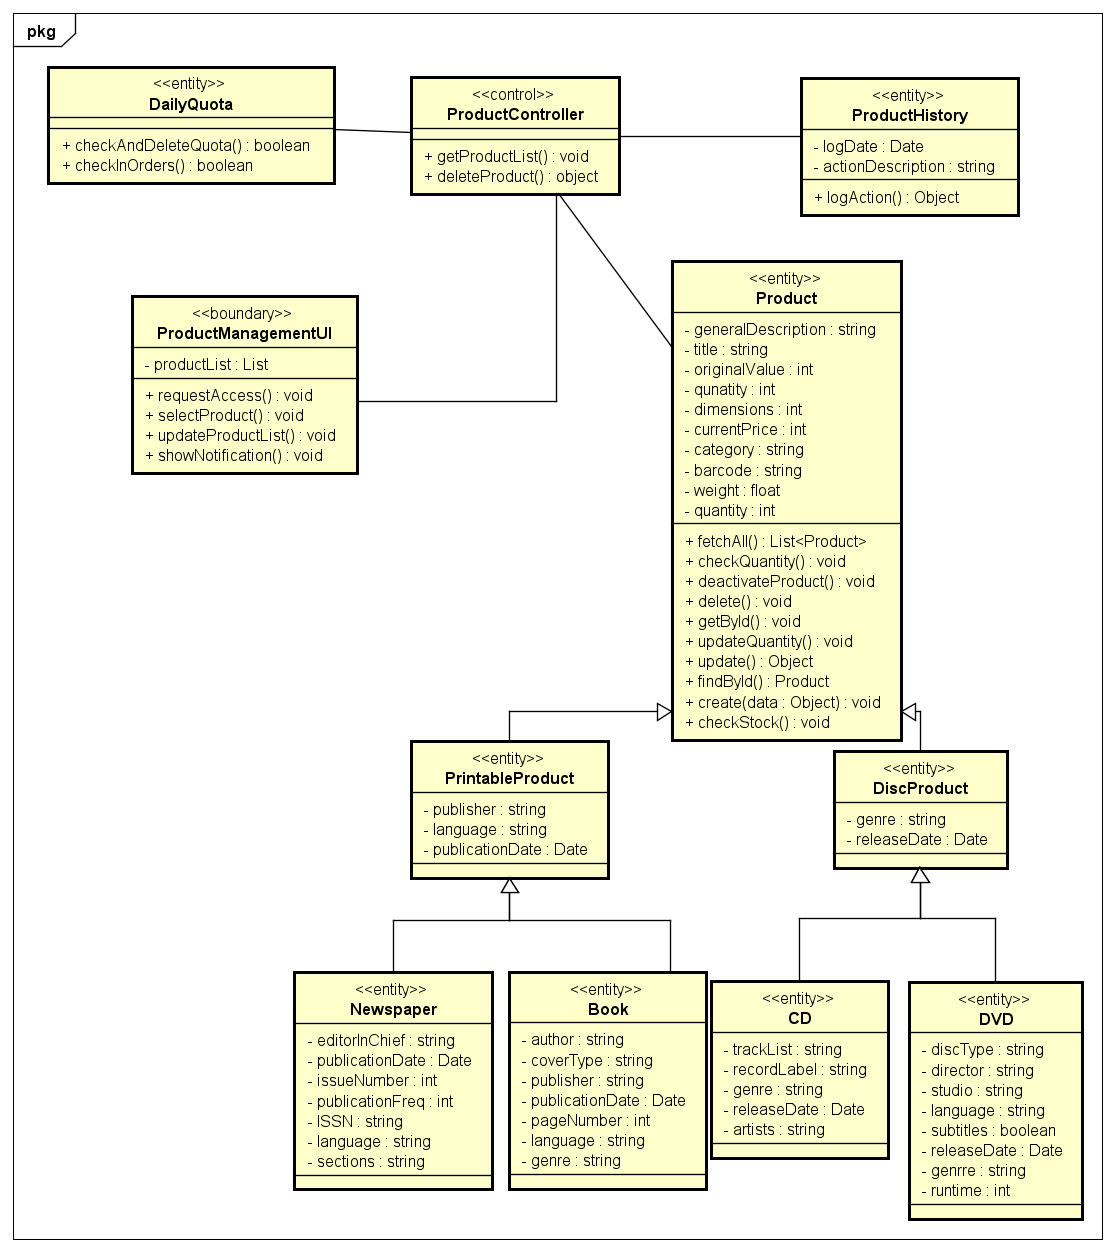 pkg
<<entity>>
DailyQuota
+ checkAndDeleteQuota() : boolean
+ checkInOrders() : boolean
<<control>>
ProductController
+ getProductList() : void
+ deleteProduct() : object
<<entity>>
ProductHistory
- logDate : Date
- actionDescription : string
+ logAction() : Object
<<boundary>>
ProductManagementUI
- productList : List
+ requestAccess() : void
+ selectProduct() : void
+ updateProductList() : void
+ showNotification() : void
<<entity>>
Product
- generalDescription : string
- title : string
- originalValue : int
- qunatity : int
- dimensions : int
- currentPrice : int
- category : string
- barcode : string
- weight : float
- quantity : int
+ fetchAll() : List<Product>
+ checkQuantity() : void
+ deactivateProduct() : void
+ delete() : void
+ getById() : void
+ updateQuantity() : void
+ update() : Object
+ findById() : Product
+ create(data : Object) : void
+ checkStock() : void
<<entity>>
PrintableProduct
- publisher : string
- language : string
- publicationDate : Date
<<entity>>
DiscProduct
- genre : string
- releaseDate : Date
<<entity>>
Newspaper
- editorInChief : string
- publicationDate : Date
- issueNumber : int
- publicationFreq : int
- ISSN : string
- language : string
- sections : string
<<entity>>
Book
- author : string
- coverType : string
- publisher : string
- publicationDate : Date
- pageNumber : int
- language : string
- genre : string
<<entity>>
CD
- trackList : string
- recordLabel : string
- genre : string
- releaseDate : Date
- artists : string
<<entity>>
DVD
- discType : string
- director : string
- studio : string
- language : string
- subtitles : boolean
- releaseDate : Date
- genrre : string
- runtime : int